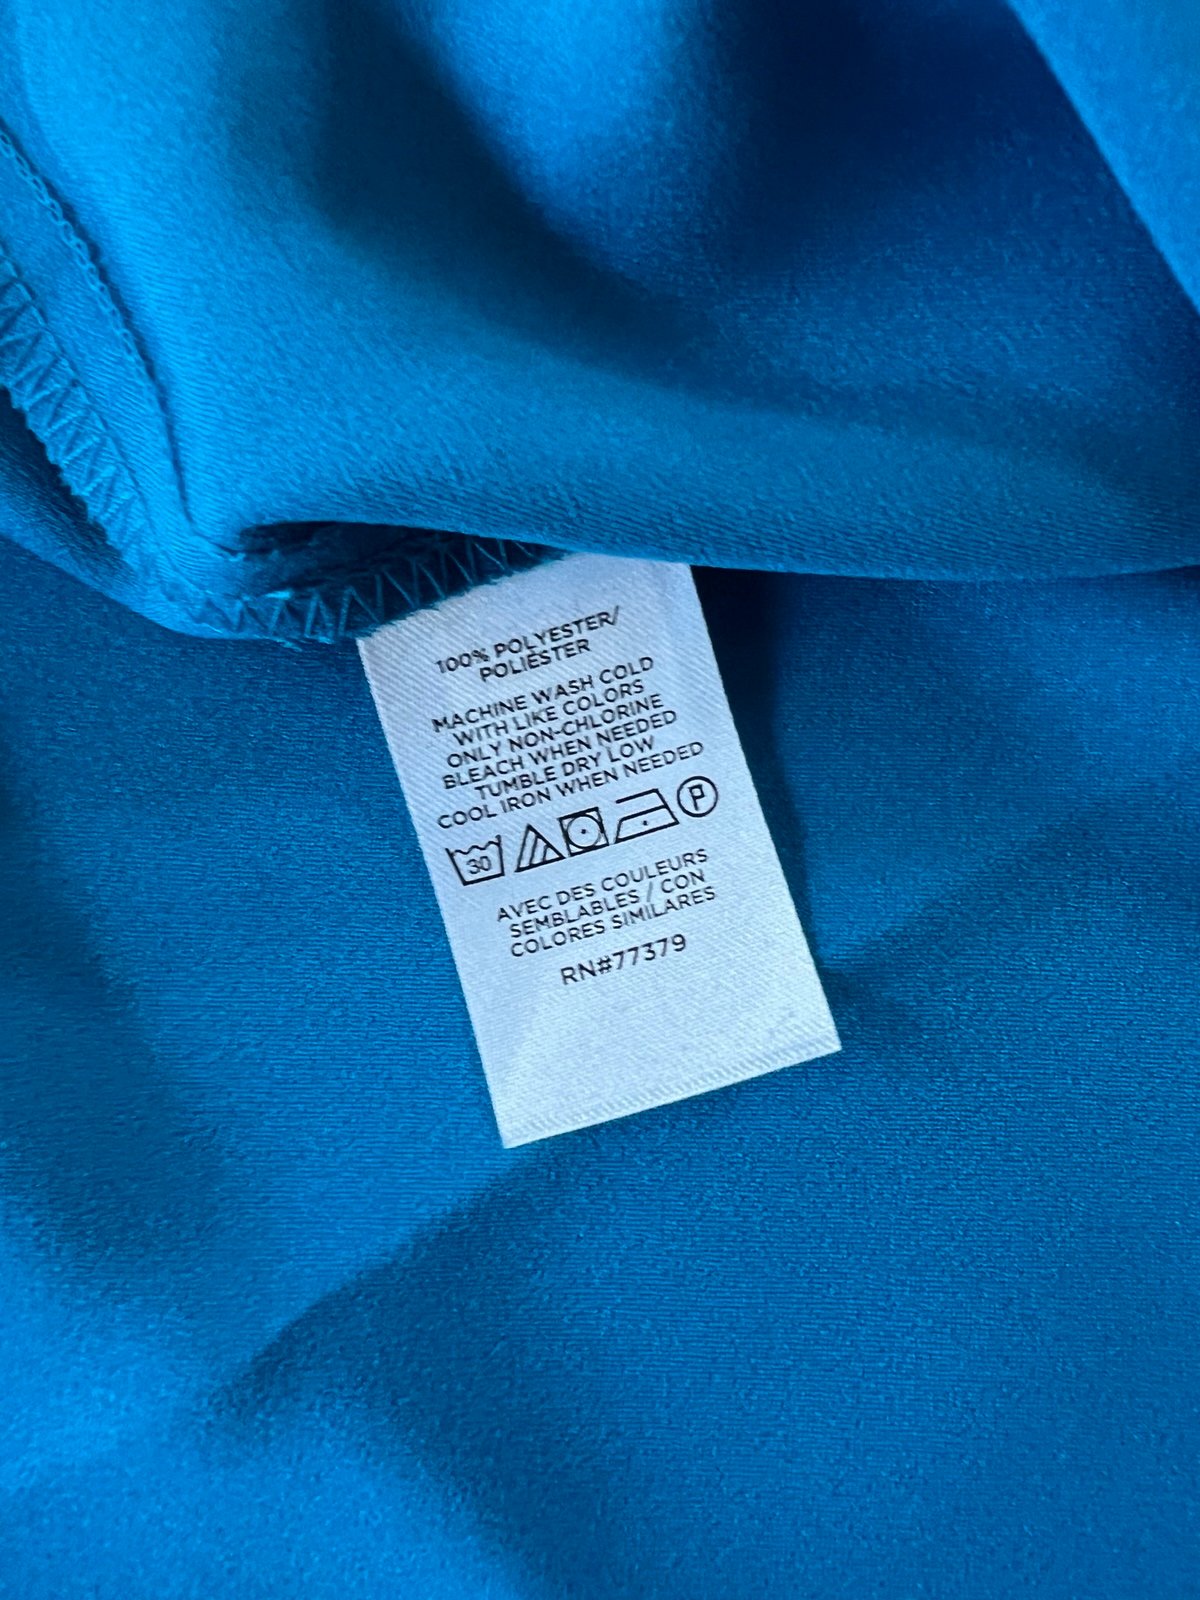 100% POLYESTER/
POLIÉSTER
MACHINE WASH COLD
WITH LIKE COLORS
ONLY NON-CHLORINE
BLEACH WHEN NEEDED
TUMBLE DRY LOW
COOL IRON WHEN NEEDED
30 P
AVEC DES COULEURS
SEMBLABLES / CON
COLORES SIMILARES
RN#77379